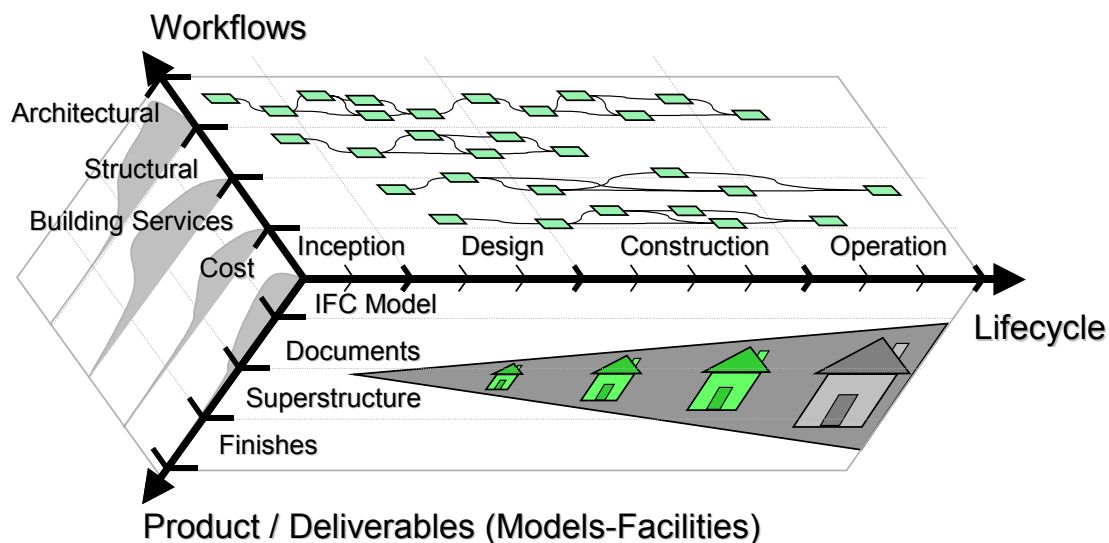 Workflows
Architectural
Structural
Building Services
Cost
Inception
Design
Construction
Operation
Lifecycle
IFC Model
Documents
Superstructure
Finishes
Product / Deliverables (Models-Facilities)